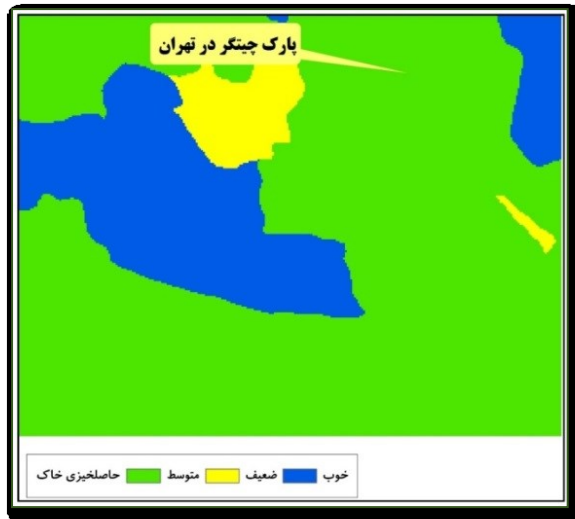 پارک چیتگر در تهران
حاصلخیزی خاک متوسط ضعیف خوب